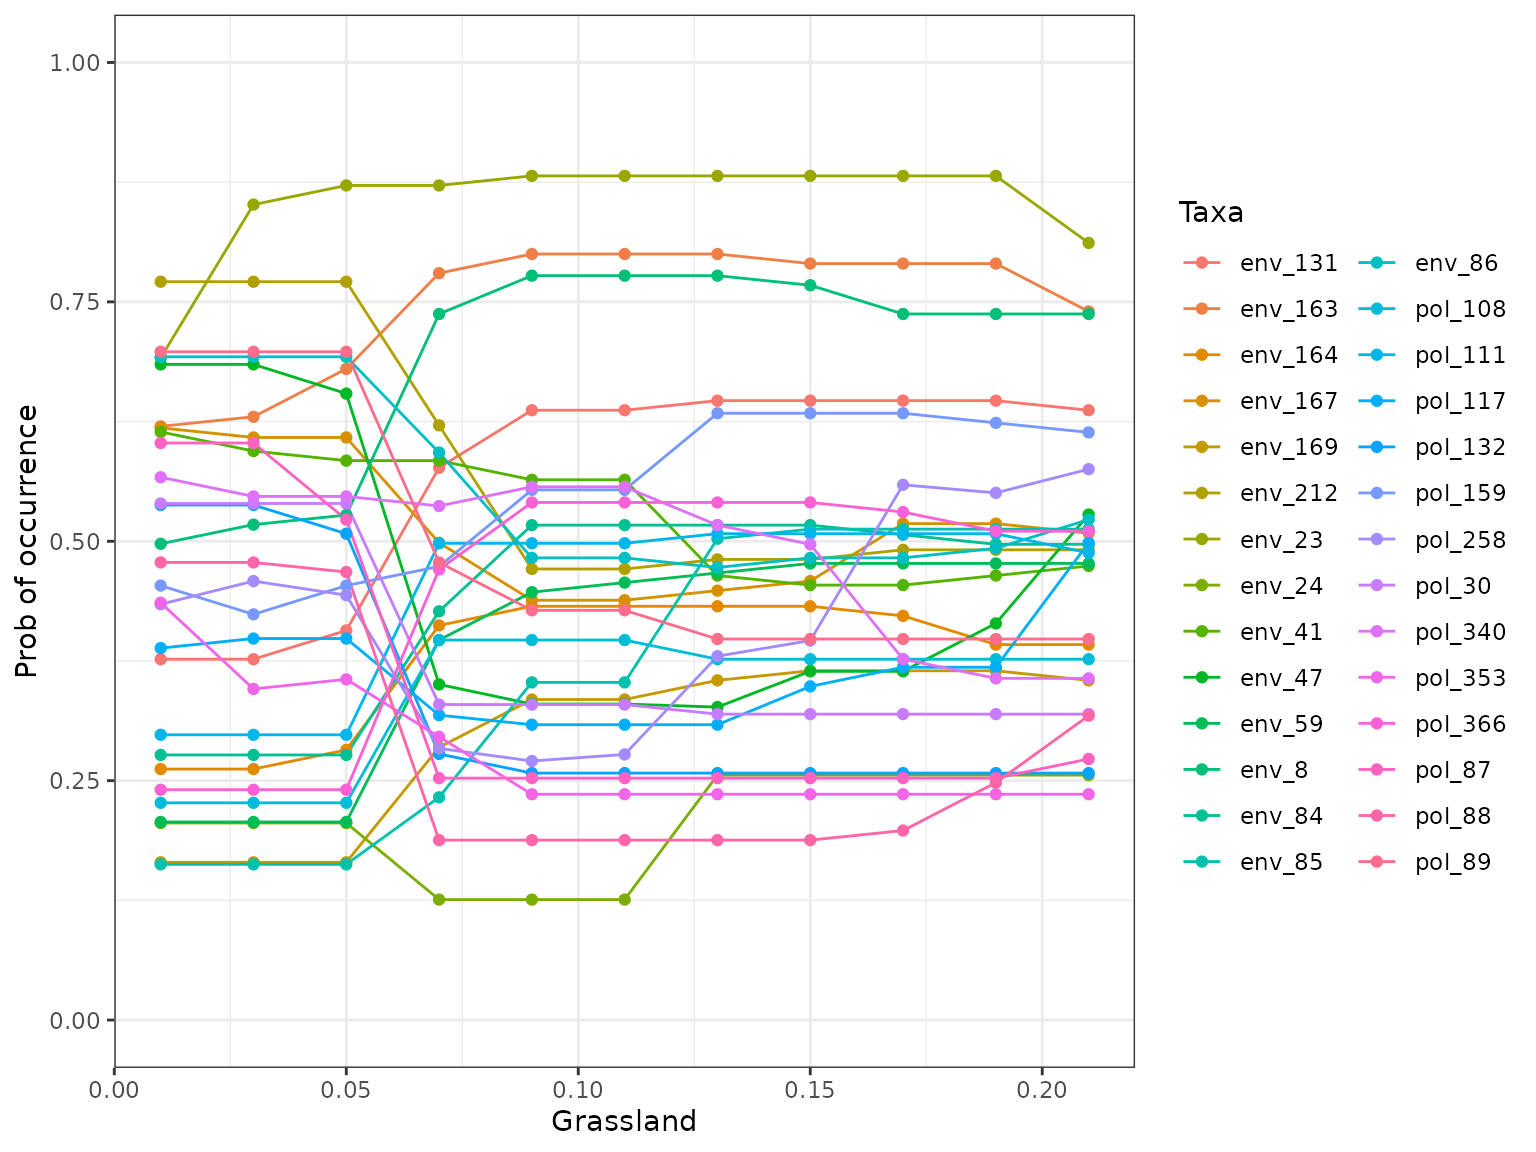 1.00
0.75
0.50
0.25
0.00
0.00 0.05 0.10 0.15 0.20
Grassland
Prob of occurrence
Taxa
env_131 env_86
env_163 pol_108
env_164 pol_111
env_167 pol_117
env_169 pol_132
env_212 pol_159
env_23 pol_258
env_24 pol_30
env_41 pol_340
env_47 pol_353
env_59 pol_366
env_8 pol_87
env_84 pol_88
env_85 pol_89